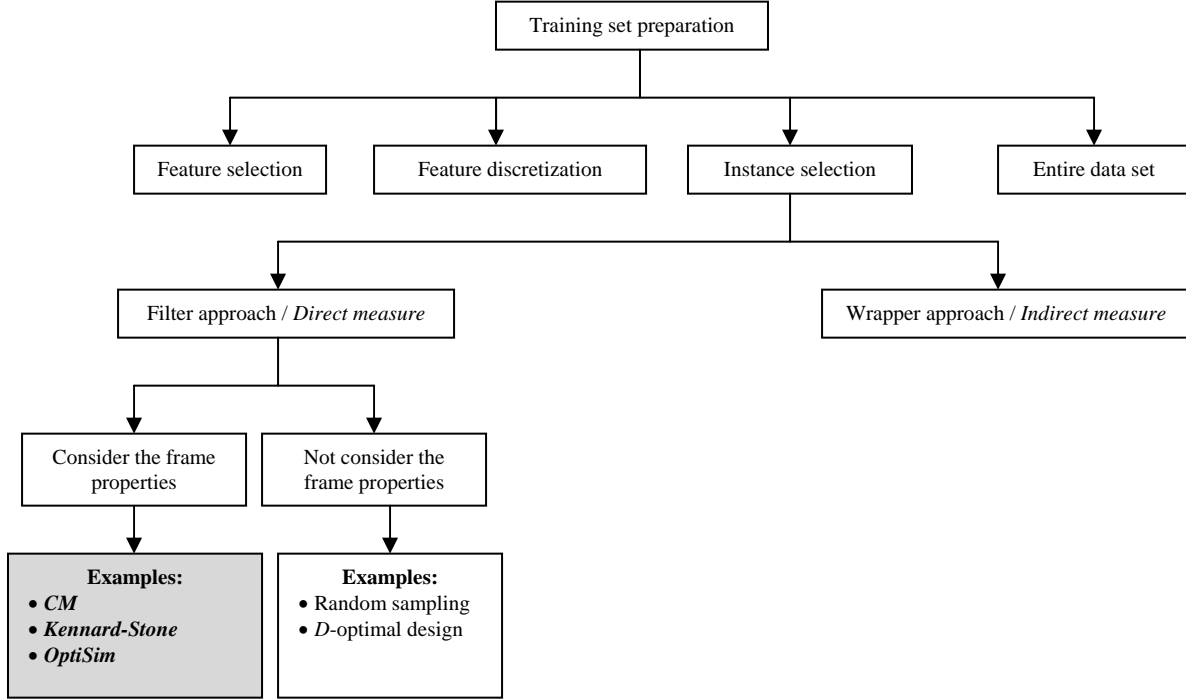 Training set preparation
Feature selection
Feature discretization
Instance selection
Entire data set
Filter approach / Direct measure
Wrapper approach / Indirect measure
Consider the frame
properties
Not consider the
frame properties
Examples:
• CM
• Kennard-Stone
• OptiSim
Examples:
• Random sampling
• D-optimal design